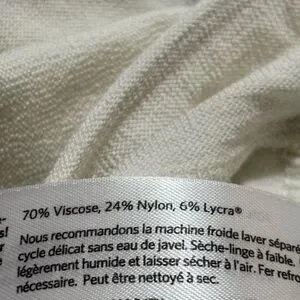 70% Viscose, 24% Nylon, 6% Lycra®
Nous recommandons la machine froide laver séparé
cycle délicat sans eau de javel. Sèche-linge à faible.
légèrement humide et laisser sécher à l'air. Fer refro
nécessaire. Peut être nettoyé à sec.